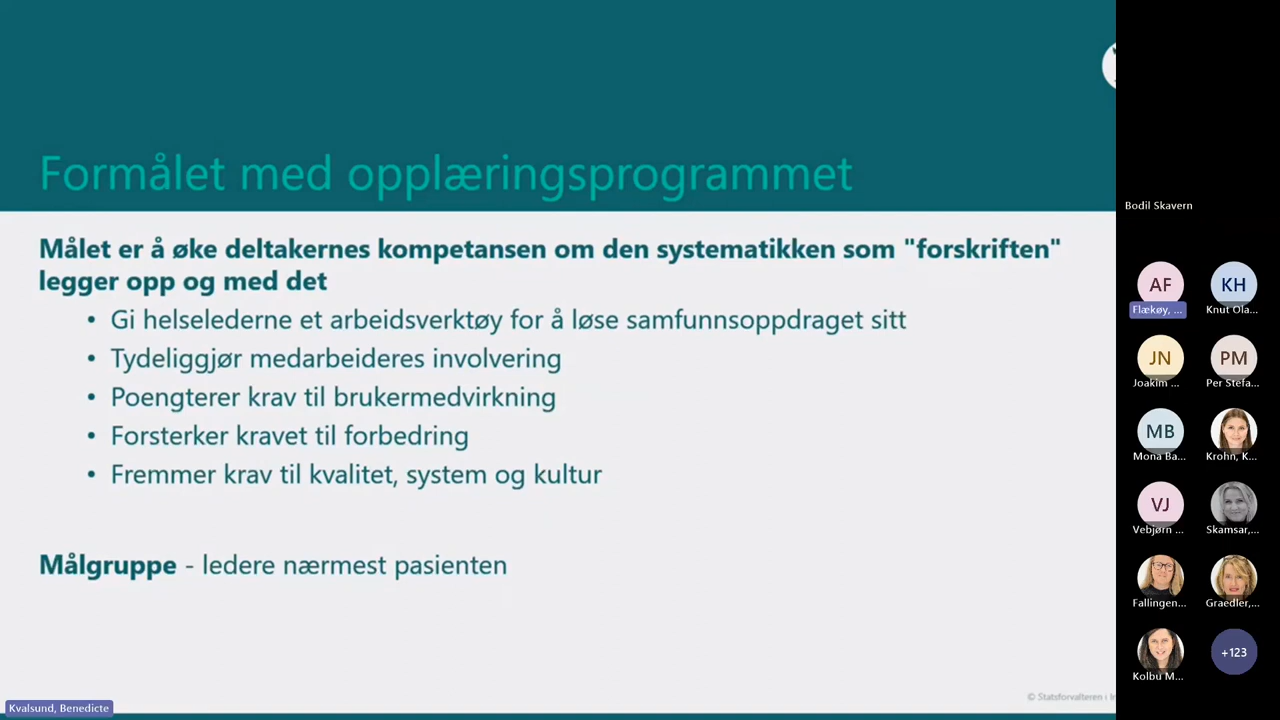 Formålet med opplæringsprogrammet
Målet er å øke deltakernes kompetansen om den systematikken som "forskriften"
legger opp og med det
• Gi helselederne et arbeidsverktøy for å løse samfunnsoppdraget sitt
• Tydeliggjør medarbeideres involvering
• Poengterer krav til brukermedvirkning
• Forsterker kravet til forbedring
• Fremmer krav til kvalitet, system og kultur
Målgruppe - ledere nærmest pasienten
© Statsforvalteren i
Kvalsund, Benedicte
Bodil Skavern
AF
KH
Flækøy, ...
Knut Ola...
JN
PM
Joakim ...
Per Stefa...
MB
Mona Ba...
Krohn, K...
VJ
Vebjørn ...
Skamsar,...
Fallingen...
Graedler,...
Kolbu M...
+123